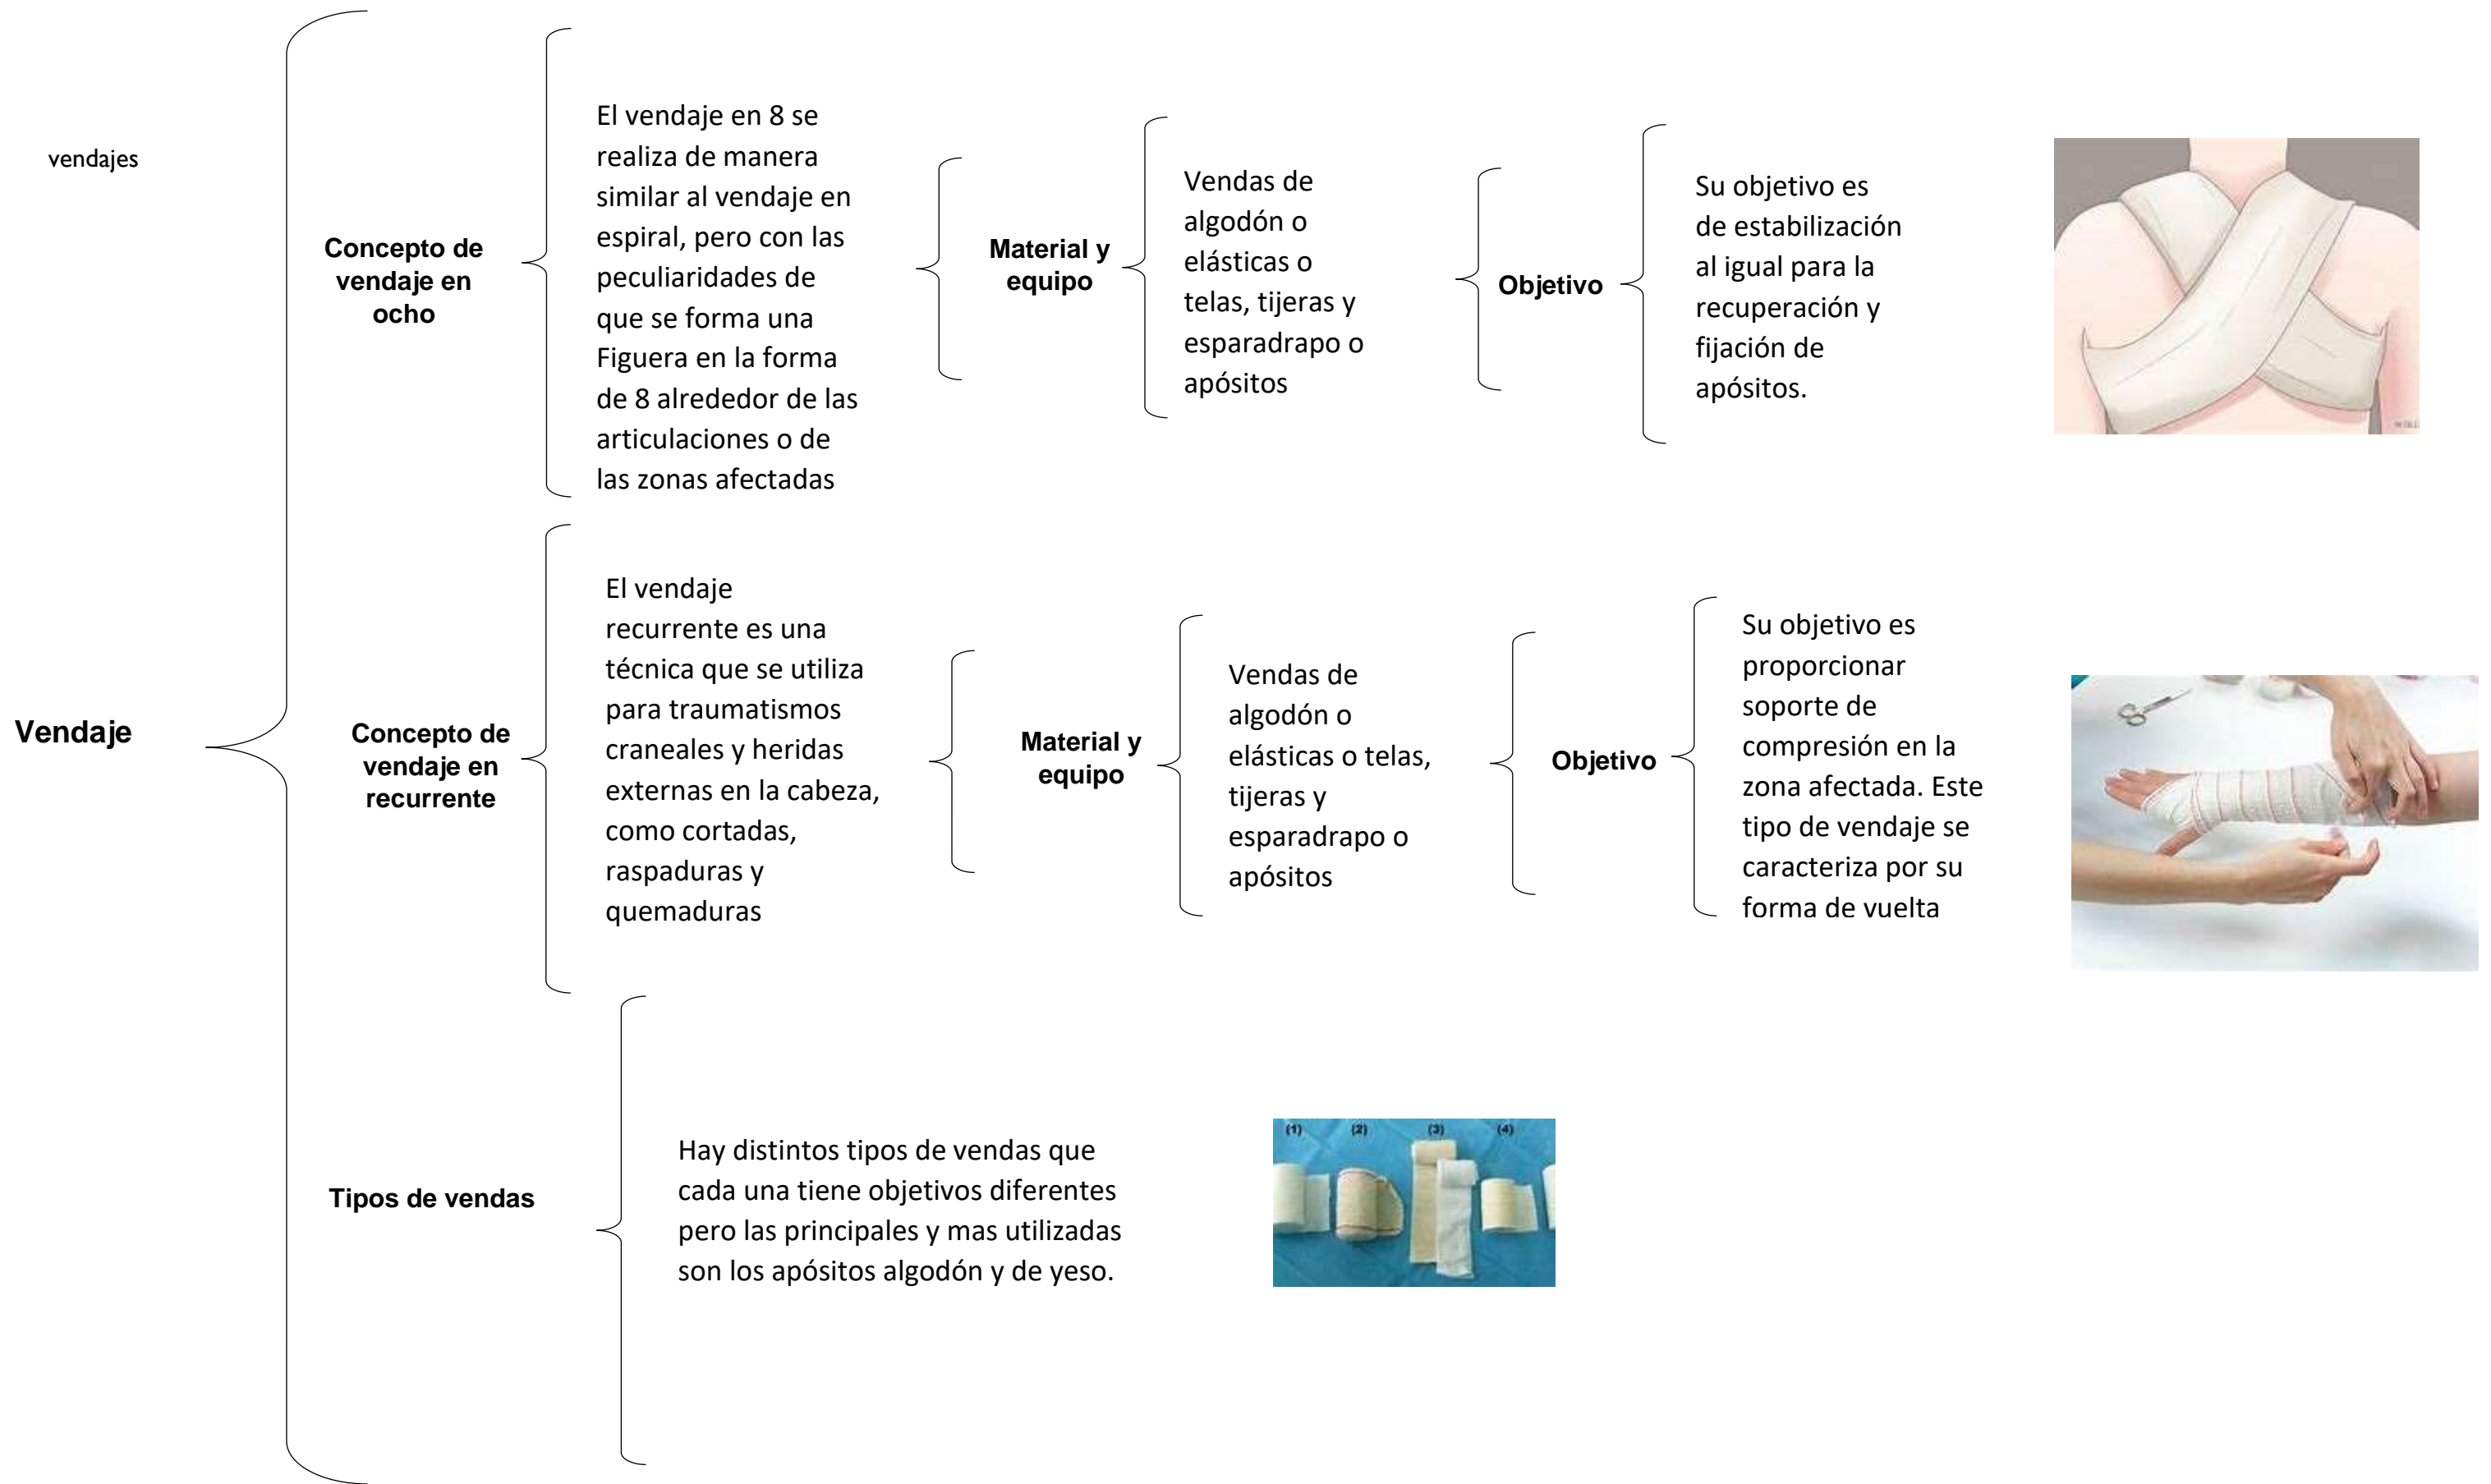 vendajes
Vendaje
Concepto de
vendaje en
ocho
El vendaje en 8 se
realiza de manera
similar al vendaje en
espiral, pero con las
peculiaridades de
que se forma una
Figuera en la forma
de 8 alrededor de las
articulaciones o de
las zonas afectadas
Material y
equipo
Vendas de
algodón o
elásticas o
telas, tijeras y
esparadrapo o
apósitos
Objetivo
Su objetivo es
de estabilización
al igual para la
recuperación y
fijación de
apósitos.
Concepto de
vendaje en
recurrente
El vendaje
recurrente es una
técnica que se utiliza
para traumatismos
craneales y heridas
externas en la cabeza,
como cortadas,
raspaduras y
quemaduras
Material y
equipo
Vendas de
algodón o
elásticas o telas,
tijeras y
esparadrapo o
apósitos
Objetivo
Su objetivo es
proporcionar
soporte de
compresión en la
zona afectada. Este
tipo de vendaje se
caracteriza por su
forma de vuelta
Tipos de vendas
Hay distintos tipos de vendas que
cada una tiene objetivos diferentes
pero las principales y mas utilizadas
son los apósitos algodón y de yeso.
(1) (2) (3) (4)